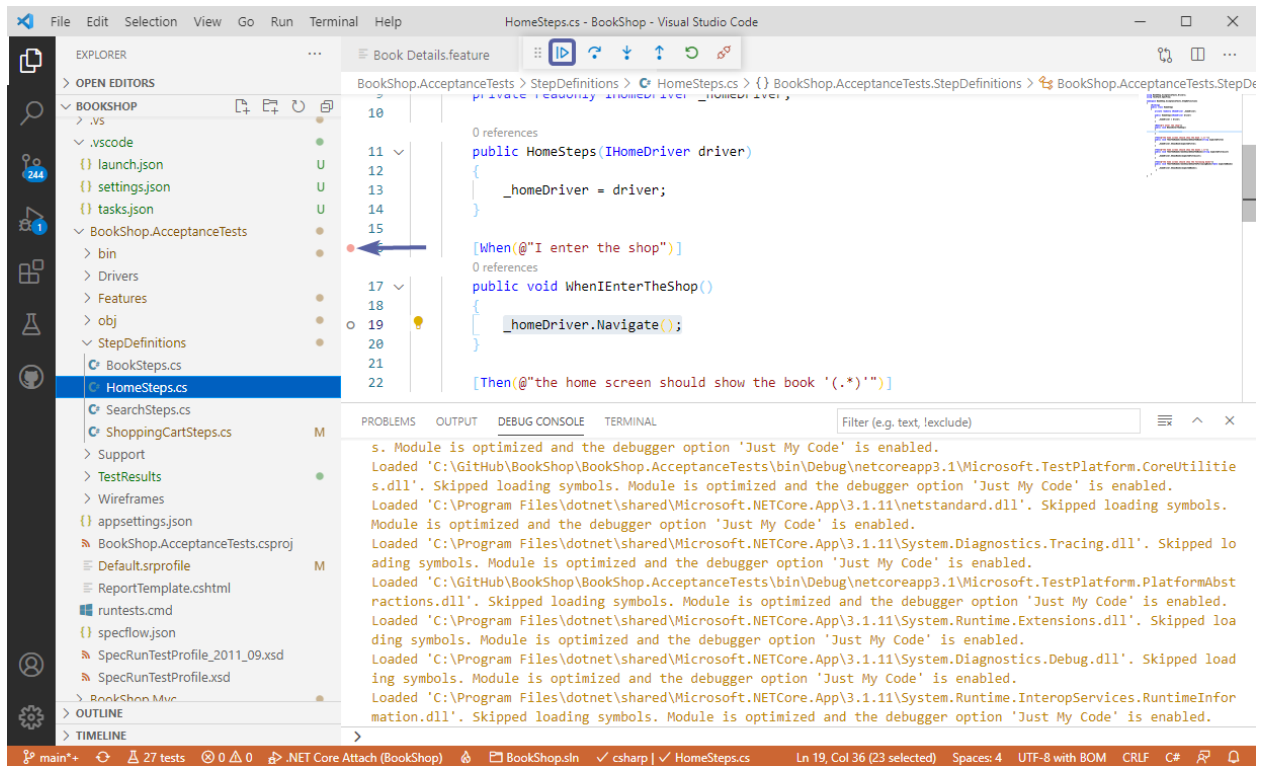 File Edit Selection View Go Run Terminal Help HomeSteps.cs - BookShop - Visual Studio Code
EXPLORER
OPEN EDITORS
BOOKSHOP
.vs
.vscode
{} launch.json U
{} settings.json U
{} tasks.json U
BookShop.AcceptanceTests
bin
Drivers
Features
obj
StepDefinitions
C# BookSteps.cs
C# HomeSteps.cs
C# SearchSteps.cs
C# ShoppingCartSteps.cs M
Support
TestResults
Wireframes
{} appsettings.json
BookShop.AcceptanceTests.csproj
Default.srprofile M
ReportTemplate.cshtml
runtests.cmd
{} specflow.json
SpecRunTestProfile_2011_09.xsd
SpecRunTestProfile.xsd
BookShop.Mvc
OUTLINE
TIMELINE
244
1
Book Details.feature
BookShop.AcceptanceTests > StepDefinitions > C# HomeSteps.cs > {} BookShop.AcceptanceTests.StepDefinitions > BookShop.AcceptanceTests.StepDe
9 private readonly IHomeDriver _homeDriver;
10
0 references
11 public HomeSteps(IHomeDriver driver)
12 {
13 _homeDriver = driver;
14 }
15
[When(@"I enter the shop")]
0 references
17 public void WhenIEnterTheShop()
18 {
19 _homeDriver.Navigate();
20 }
21
22 [Then(@"the home screen should show the book '(.*)'")]
PROBLEMS OUTPUT DEBUG CONSOLE TERMINAL Filter (e.g. text, !exclude)
s. Module is optimized and the debugger option 'Just My Code' is enabled.
Loaded 'C:\GitHub\BookShop\BookShop.AcceptanceTests\bin\Debug\netcoreapp3.1\Microsoft.TestPlatform.CoreUtilitie
s.dll'. Skipped loading symbols. Module is optimized and the debugger option 'Just My Code' is enabled.
Loaded 'C:\Program Files\dotnet\shared\Microsoft.NETCore.App\3.1.11\netstandard.dll'. Skipped loading symbols.
Module is optimized and the debugger option 'Just My Code' is enabled.
Loaded 'C:\Program Files\dotnet\shared\Microsoft.NETCore.App\3.1.11\System.Diagnostics.Tracing.dll'. Skipped lo
ading symbols. Module is optimized and the debugger option 'Just My Code' is enabled.
Loaded 'C:\GitHub\BookShop\BookShop.AcceptanceTests\bin\Debug\netcoreapp3.1\Microsoft.TestPlatform.PlatformAbst
ractions.dll'. Skipped loading symbols. Module is optimized and the debugger option 'Just My Code' is enabled.
Loaded 'C:\Program Files\dotnet\shared\Microsoft.NETCore.App\3.1.11\System.Runtime.Extensions.dll'. Skipped loa
ding symbols. Module is optimized and the debugger option 'Just My Code' is enabled.
Loaded 'C:\Program Files\dotnet\shared\Microsoft.NETCore.App\3.1.11\System.Diagnostics.Debug.dll'. Skipped load
ing symbols. Module is optimized and the debugger option 'Just My Code' is enabled.
Loaded 'C:\Program Files\dotnet\shared\Microsoft.NETCore.App\3.1.11\System.Runtime.InteropServices.RuntimeInfor
mation.dll'. Skipped loading symbols. Module is optimized and the debugger option 'Just My Code' is enabled.
main*+ 27 tests 0 0 .NET Core Attach (BookShop) BookShop.sln csharp | HomeSteps.cs Ln 19, Col 36 (23 selected) Spaces: 4 UTF-8 with BOM CRLF C#